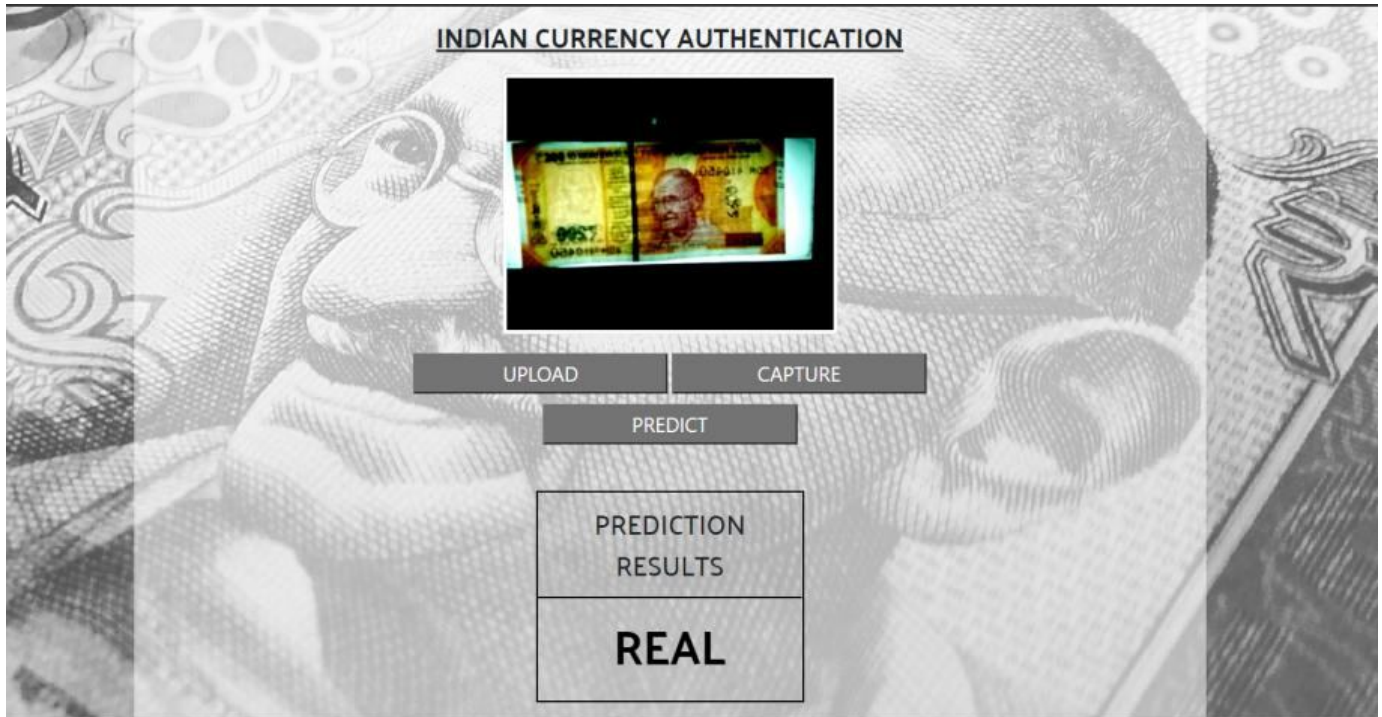 INDIAN CURRENCY AUTHENTICATION
UPLOAD
CAPTURE
PREDICT
PREDICTION
RESULTS
REAL